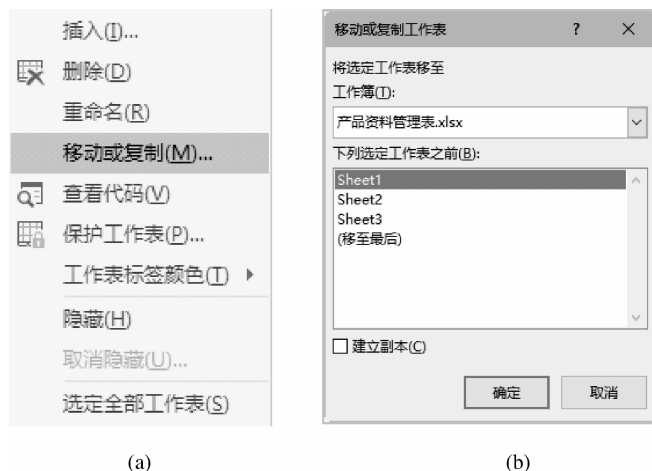 插入(I)...
删除(D)
重命名(R)
移动或复制(M)...
查看代码(V)
保护工作表(P)...
工作表标签颜色(T)
隐藏(H)
取消隐藏(U)...
选定全部工作表(S)
(a)
移动或复制工作表 ? ×
将选定工作表移至
工作簿(T):
产品资料管理表.xlsx
下列选定工作表之前(B):
Sheet1
Sheet2
Sheet3
(移至最后)
建立副本(C)
确定 取消
(b)